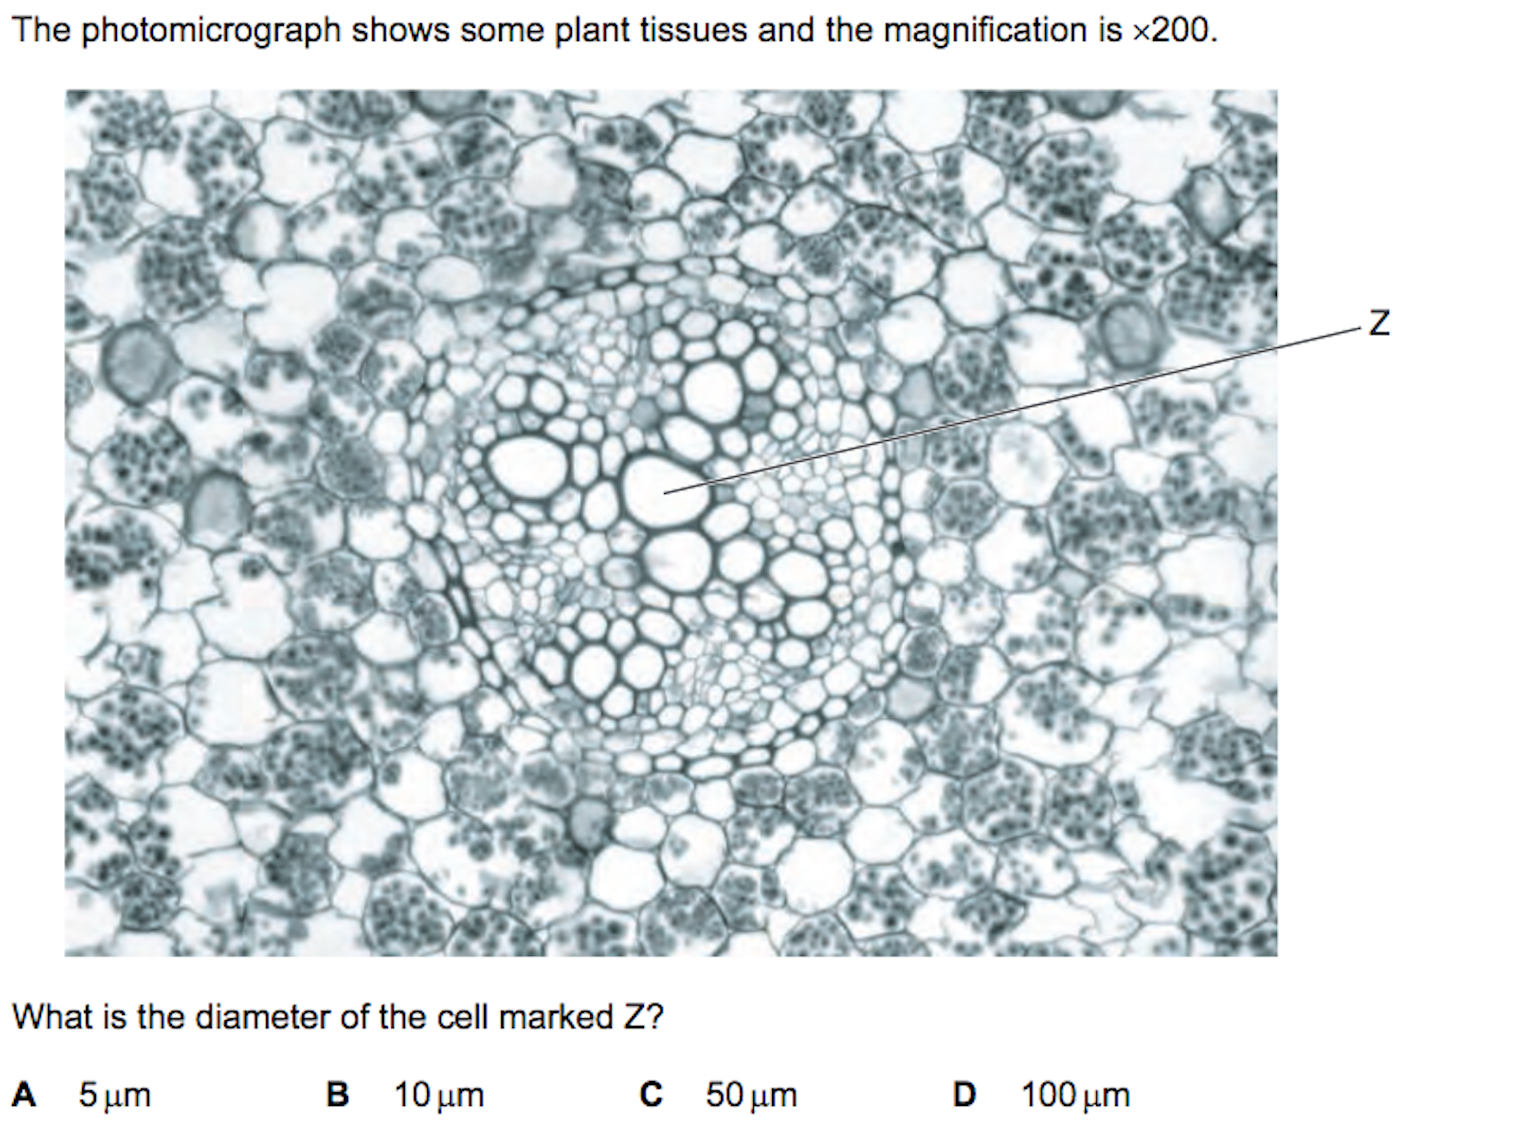 The photomicrograph shows some plant tissues and the magnification is ×200.
Z
What is the diameter of the cell marked Z?
A 5 µm B 10 µm C 50 µm D 100 µm